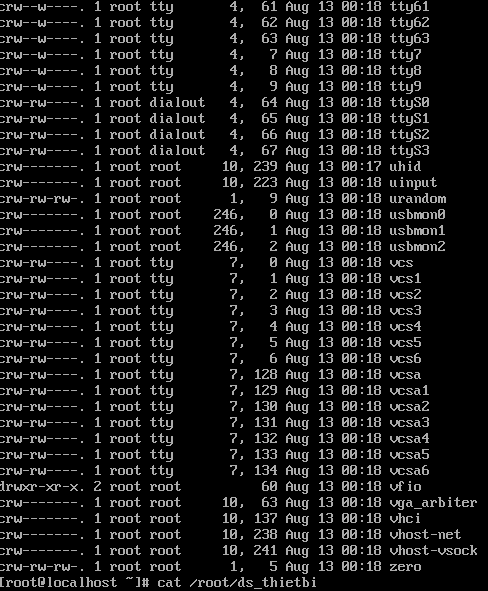 crw--w----. 1 root tty       4,  61 Aug 13 00:18 tty61
crw--w----. 1 root tty       4,  62 Aug 13 00:18 tty62
crw--w----. 1 root tty       4,  63 Aug 13 00:18 tty63
crw--w----. 1 root tty       4,   7 Aug 13 00:18 tty7
crw--w----. 1 root tty       4,   8 Aug 13 00:18 tty8
crw--w----. 1 root tty       4,   9 Aug 13 00:18 tty9
crw-rw----. 1 root dialout   4,  64 Aug 13 00:18 ttyS0
crw-rw----. 1 root dialout   4,  65 Aug 13 00:18 ttyS1
crw-rw----. 1 root dialout   4,  66 Aug 13 00:18 ttyS2
crw-rw----. 1 root dialout   4,  67 Aug 13 00:18 ttyS3
crw-------. 1 root root     10, 239 Aug 13 00:17 uhid
crw-------. 1 root root     10, 223 Aug 13 00:18 uinput
crw-rw-rw-. 1 root root      1,   9 Aug 13 00:18 urandom
crw-------. 1 root root    246,   0 Aug 13 00:18 usbmon0
crw-------. 1 root root    246,   1 Aug 13 00:18 usbmon1
crw-------. 1 root root    246,   2 Aug 13 00:18 usbmon2
crw-rw----. 1 root tty       7,   0 Aug 13 00:18 vcs
crw-rw----. 1 root tty       7,   1 Aug 13 00:18 vcs1
crw-rw----. 1 root tty       7,   2 Aug 13 00:18 vcs2
crw-rw----. 1 root tty       7,   3 Aug 13 00:18 vcs3
crw-rw----. 1 root tty       7,   4 Aug 13 00:18 vcs4
crw-rw----. 1 root tty       7,   5 Aug 13 00:18 vcs5
crw-rw----. 1 root tty       7,   6 Aug 13 00:18 vcs6
crw-rw----. 1 root tty       7, 128 Aug 13 00:18 vcsa
crw-rw----. 1 root tty       7, 129 Aug 13 00:18 vcsa1
crw-rw----. 1 root tty       7, 130 Aug 13 00:18 vcsa2
crw-rw----. 1 root tty       7, 131 Aug 13 00:18 vcsa3
crw-rw----. 1 root tty       7, 132 Aug 13 00:18 vcsa4
crw-rw----. 1 root tty       7, 133 Aug 13 00:18 vcsa5
crw-rw----. 1 root tty       7, 134 Aug 13 00:18 vcsa6
drwxr-xr-x. 2 root root          60 Aug 13 00:18 vfio
crw-------. 1 root root     10,  63 Aug 13 00:18 vga_arbiter
crw-------. 1 root root     10, 137 Aug 13 00:18 vhci
crw-------. 1 root root     10, 238 Aug 13 00:18 vhost-net
crw-------. 1 root root     10, 241 Aug 13 00:18 vhost-vsock
crw-rw-rw-. 1 root root      1,   5 Aug 13 00:18 zero
[root@localhost ~]# cat /root/ds_thietbi